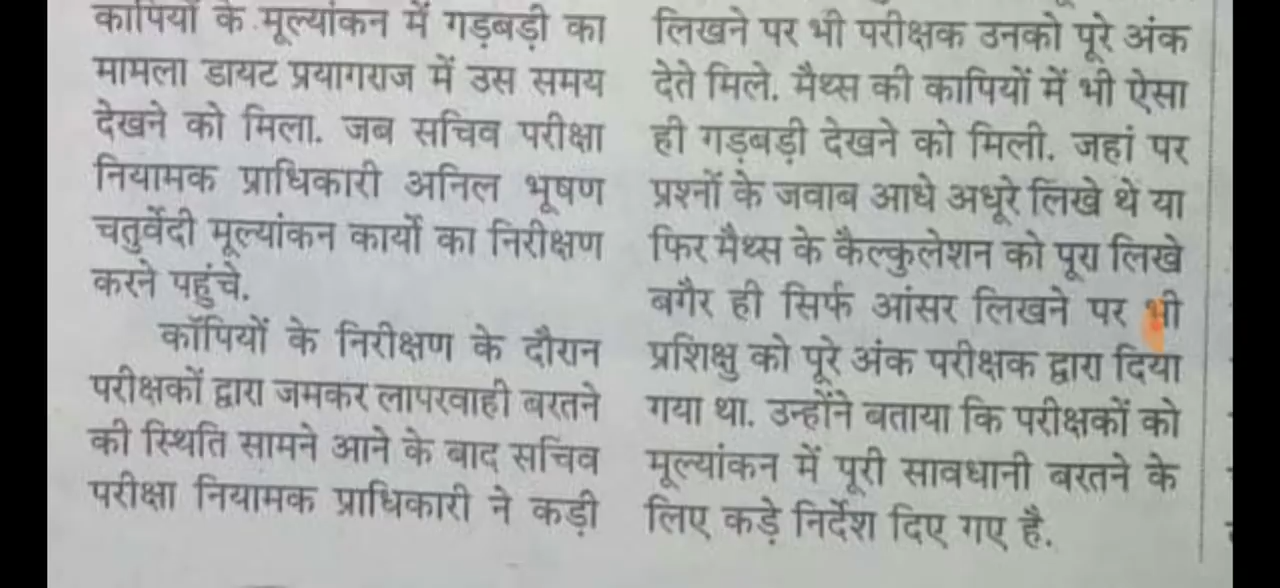 कापियों के मूल्यांकन में गड़बड़ी का
मामला डायट प्रयागराज में उस समय
देखने को मिला. जब सचिव परीक्षा
नियामक प्राधिकारी अनिल भूषण
चतुर्वेदी मूल्यांकन कार्यो का निरीक्षण
करने पहुंचे.
कॉपियों के निरीक्षण के दौरान
परीक्षकों द्वारा जमकर लापरवाही बरतने
की स्थिति सामने आने के बाद सचिव
परीक्षा नियामक प्राधिकारी ने कड़ी
लिखने पर भी परीक्षक उनको पूरे अंक
देते मिले. मैथ्स की कापियों में भी ऐसा
ही गड़बड़ी देखने को मिली. जहां पर
प्रश्नों के जवाब आधे अधूरे लिखे थे या
फिर मैथ्स के कैल्कुलेशन को पूरा लिखे
बगैर ही सिर्फ आंसर लिखने पर भी
प्रशिक्षु को पूरे अंक परीक्षक द्वारा दिया
गया था. उन्होंने बताया कि परीक्षकों को
मूल्यांकन में पूरी सावधानी बरतने के
लिए कड़े निर्देश दिए गए है.